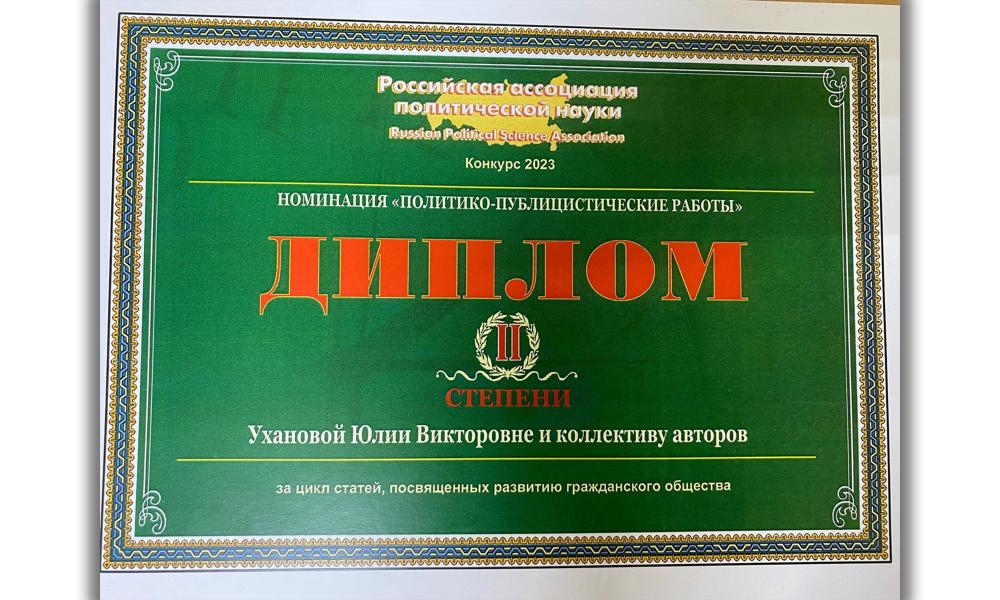 Российская ассоциация
политической науки
Russian Political Science Association
Конкурс 2023
НОМИНАЦИЯ «ПОЛИТИКО-ПУБЛИЦИСТИЧЕСКИЕ РАБОТЫ»
ДИПЛОМ
II
СТЕПЕНИ
Ухановой Юлии Викторовне и коллективу авторов
за цикл статей, посвященных развитию гражданского общества